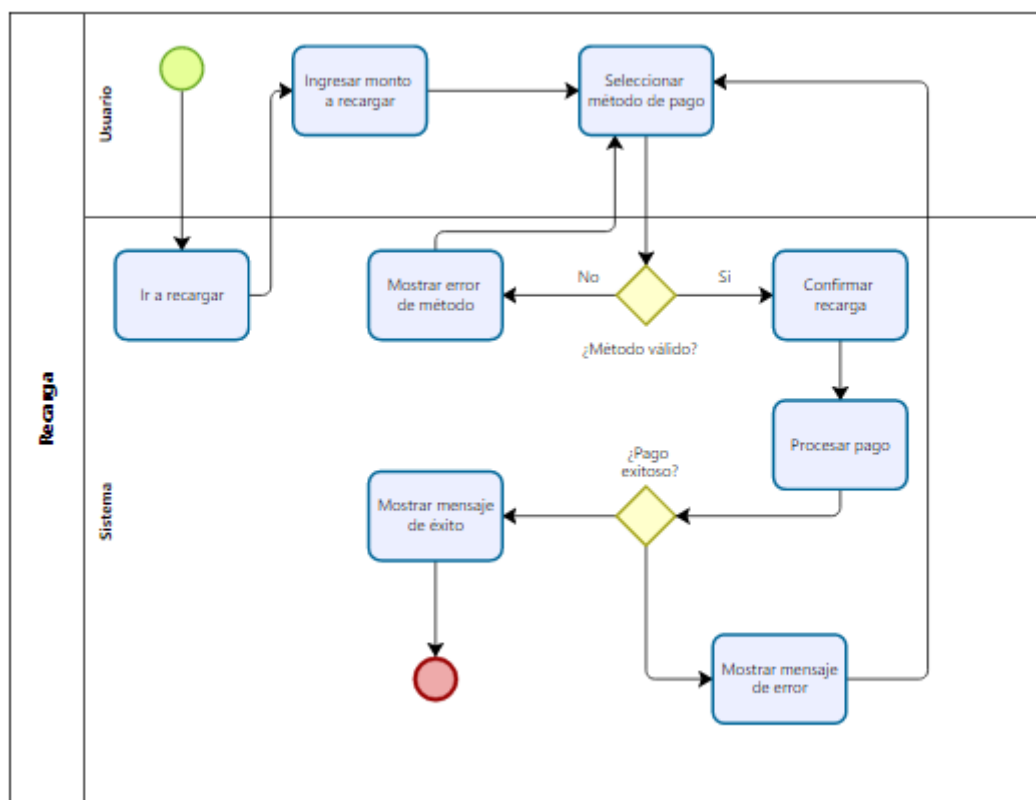 Recarga
Usuario
Ingresar monto
a recargar
Seleccionar
método de pago
Sistema
Ir a recargar
Mostrar error
de método
No
¿Método válido?
Si
Confirmar
recarga
Procesar pago
¿Pago
exitoso?
Mostrar mensaje
de éxito
Mostrar mensaje
de error